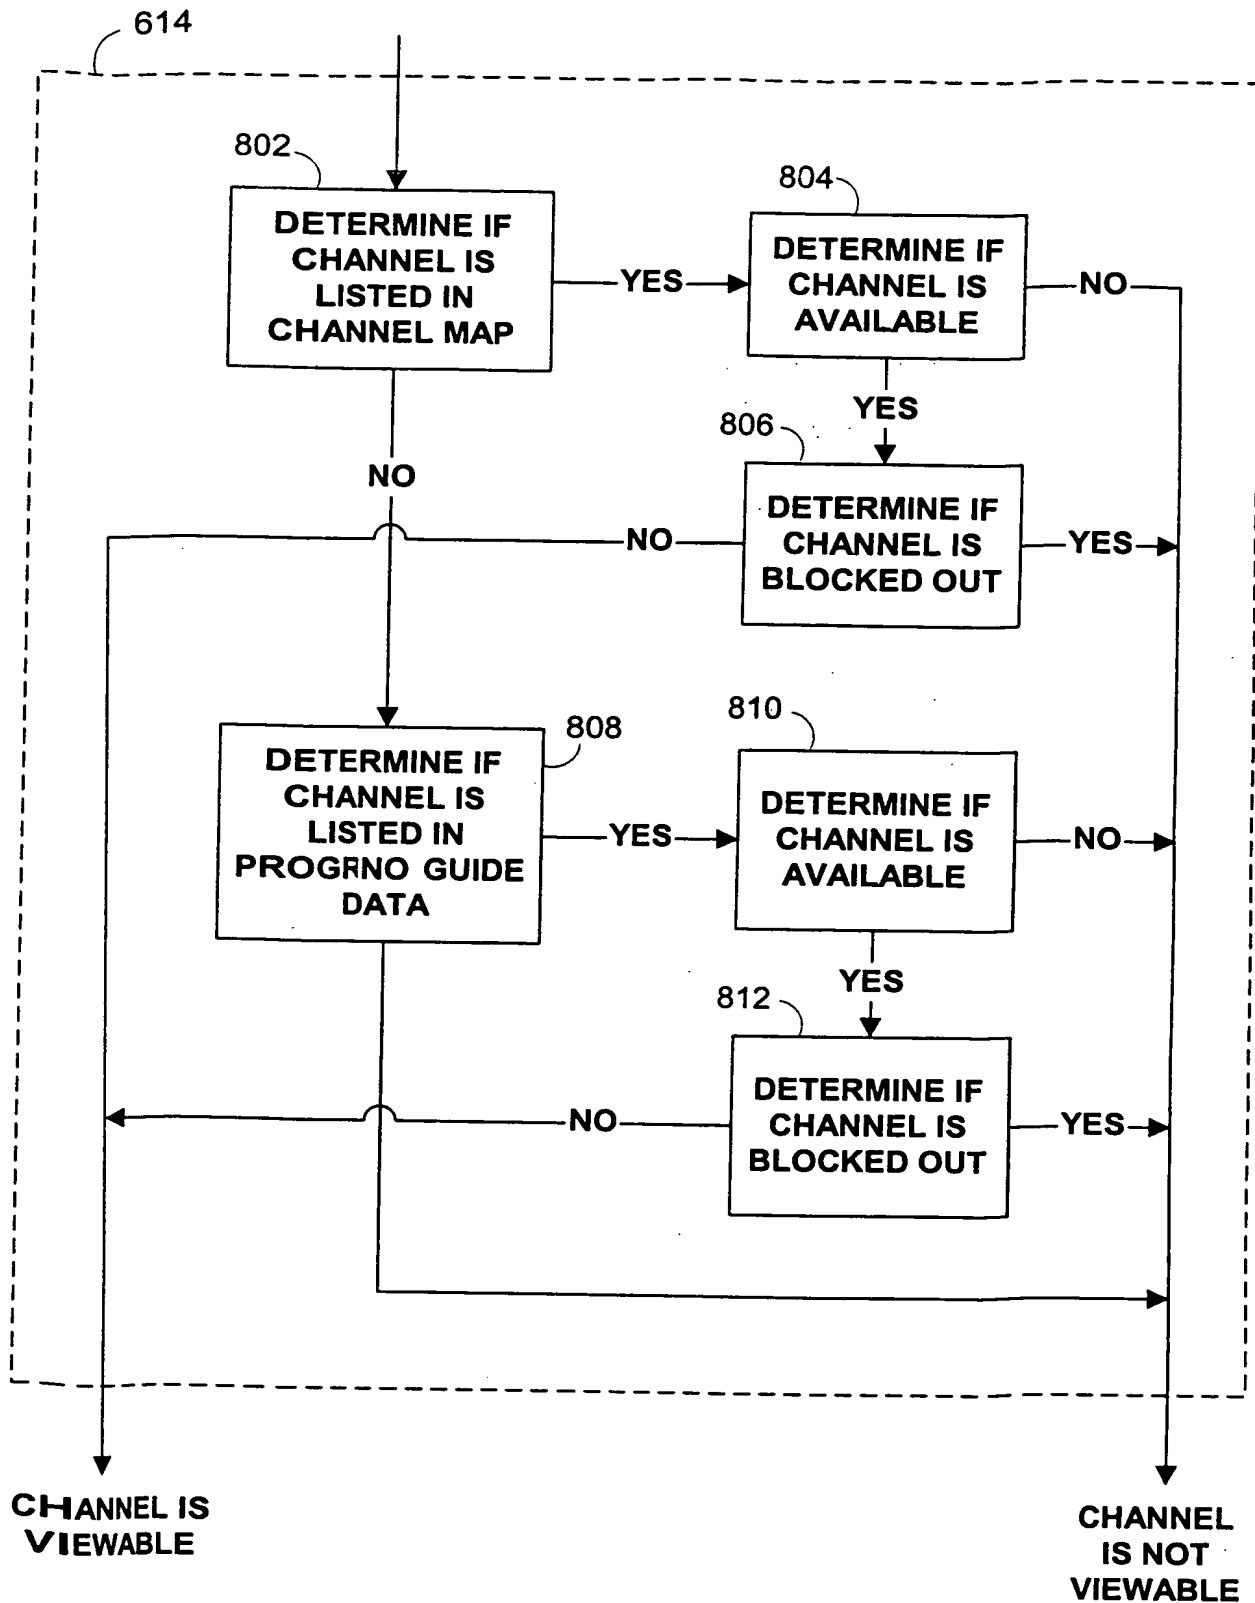 614
802
DETERMINE IF
CHANNEL IS
LISTED IN
CHANNEL MAP
YES
804
DETERMINE IF
CHANNEL IS
AVAILABLE
NO
YES
806
NO
DETERMINE IF
CHANNEL IS
BLOCKED OUT
NO
YES
808
DETERMINE IF
CHANNEL IS
LISTED IN
PROGRNO GUIDE
DATA
YES
810
DETERMINE IF
CHANNEL IS
AVAILABLE
NO
YES
812
DETERMINE IF
CHANNEL IS
BLOCKED OUT
NO
YES
CHANNEL IS
VIEWABLE
CHANNEL
IS NOT
VIEWABLE